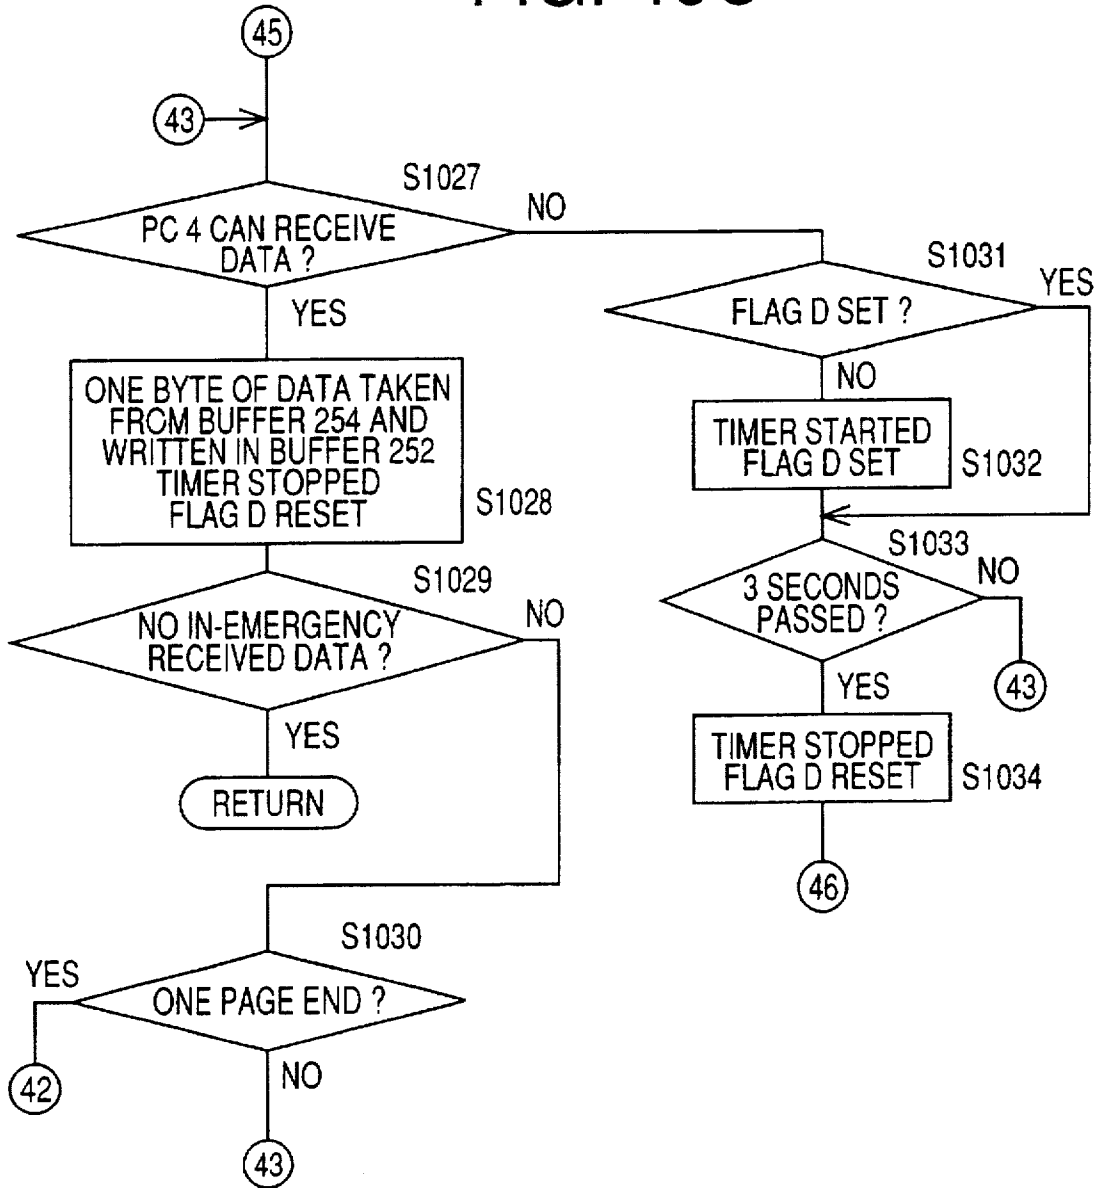 45
43
S1027
PC 4 CAN RECEIVE
DATA ?
NO
YES
S1031
FLAG D SET ?
YES
NO
ONE BYTE OF DATA TAKEN
FROM BUFFER 254 AND
WRITTEN IN BUFFER 252
TIMER STOPPED
FLAG D RESET
S1028
TIMER STARTED
FLAG D SET
S1032
S1029
NO IN-EMERGENCY
RECEIVED DATA ?
NO
YES
RETURN
S1033
3 SECONDS
PASSED ?
NO
43
YES
TIMER STOPPED
FLAG D RESET
S1034
46
S1030
ONE PAGE END ?
YES
42
NO
43